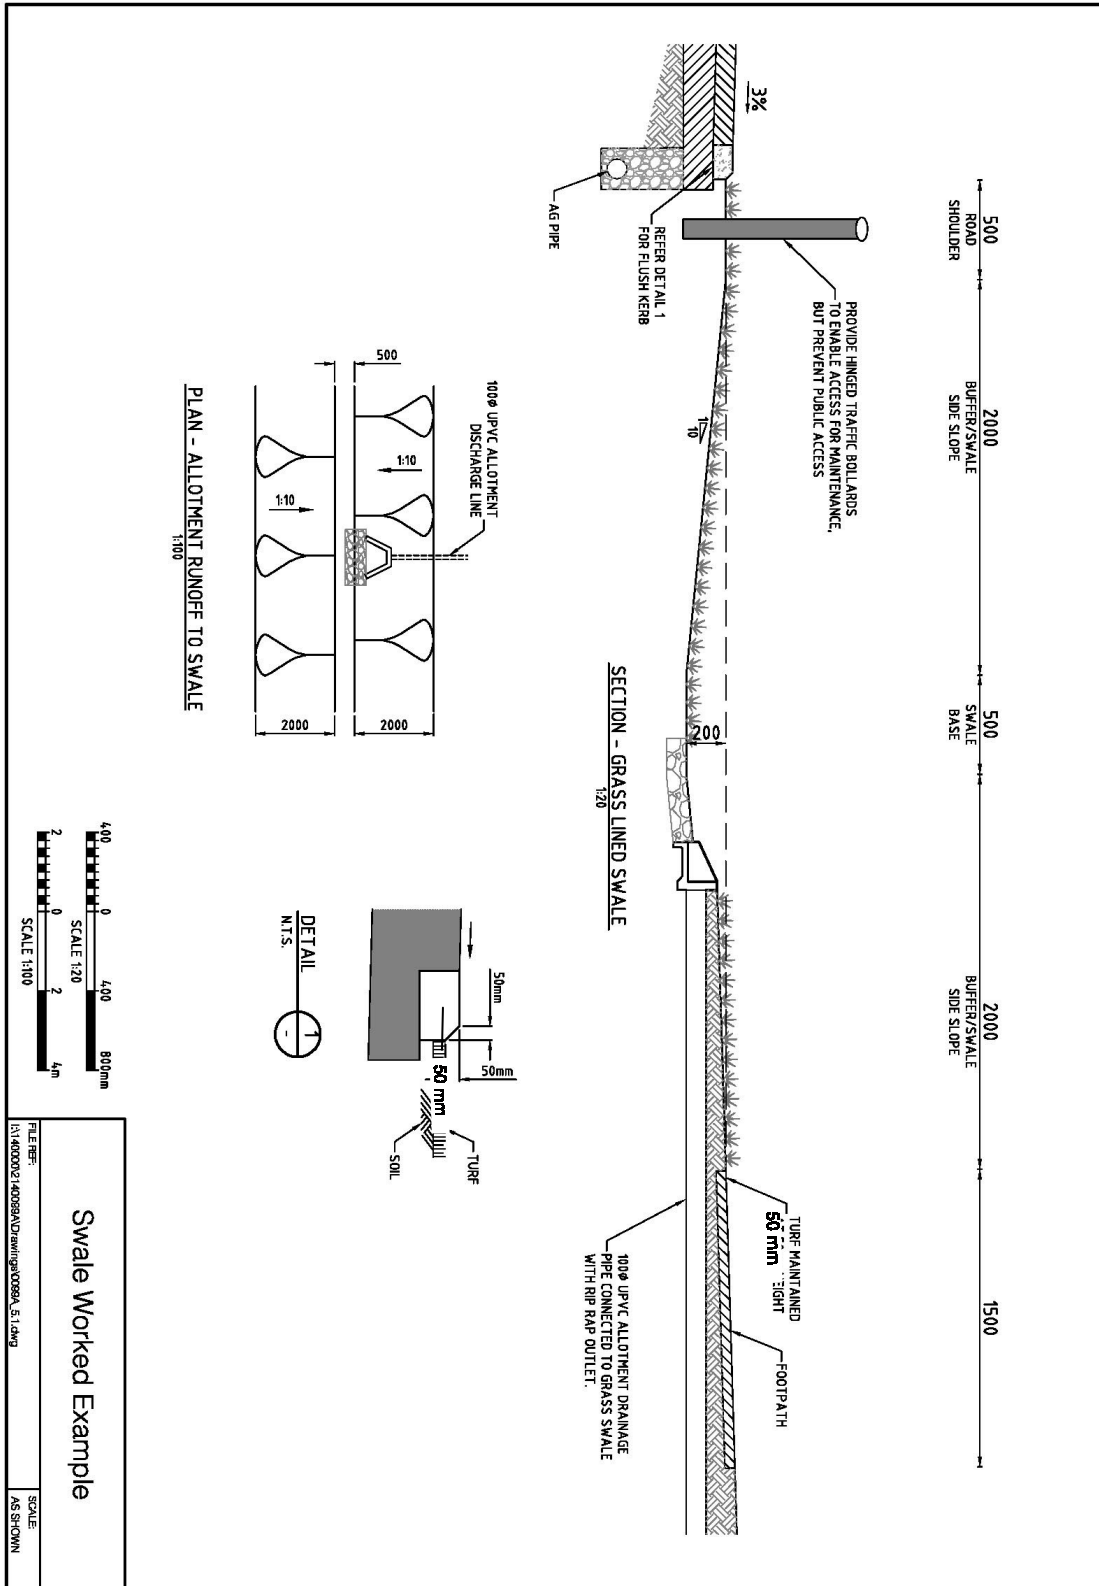 500
ROAD
SHOULDER
2000
BUFFER/SWALE
SIDE SLOPE
500
SWALE
BASE
2000
BUFFER/SWALE
SIDE SLOPE
1500
PROVIDE HINGED TRAFFIC BOLLARDS
TO ENABLE ACCESS FOR MAINTENANCE,
BUT PREVENT PUBLIC ACCESS
3%
1
10
200
TURF MAINTAINED
50 mm
FOOTPATH
REFER DETAIL 1
FOR FLUSH KERB
AG PIPE
SECTION - GRASS LINED SWALE
1:20
100Ø UPVC ALLOTMENT DRAINAGE
PIPE CONNECTED TO GRASS SWALE
WITH RIP RAP OUTLET.
100Ø UPVC ALLOTMENT
DISCHARGE LINE
500
1:10
1:10
2000
2000
PLAN - ALLOTMENT RUNOFF TO SWALE
1:100
50mm
50mm
50 mm
TURF
SOIL
DETAIL
N.T.S.
1
-
400
0
400
800mm
SCALE 1:20
2
0
2
4m
SCALE 1:100
Swale Worked Example
FILE REF:
I:\140000\2140089A\Drawings\0089A_5.1.dwg
SCALE:
AS SHOWN